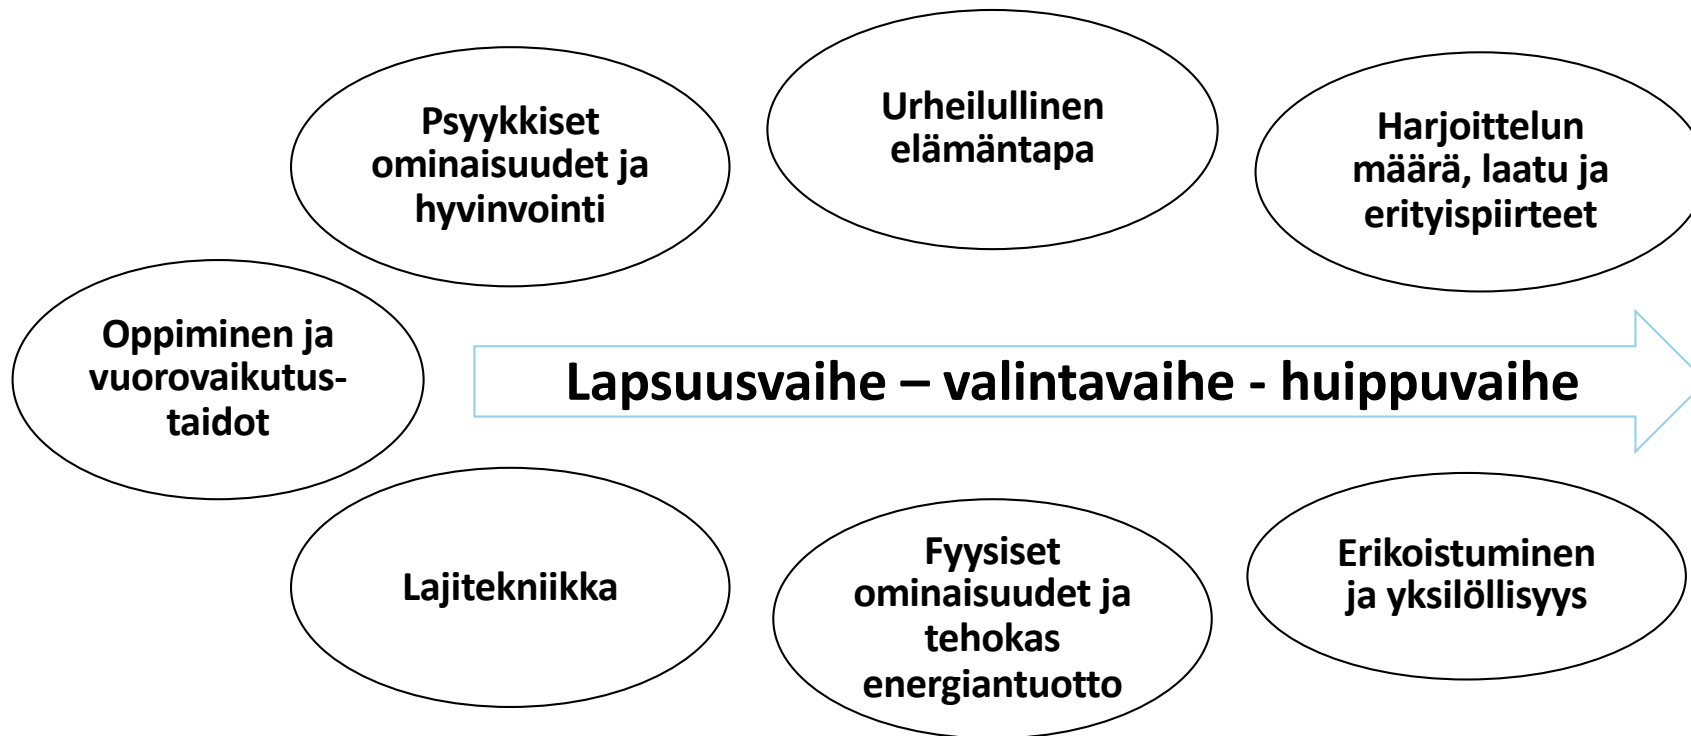 Psyykkiset
ominaisuudet ja
hyvinvointi
Urheilullinen
elämäntapa
Harjoittelun
määrä, laatu ja
erityispiirteet
Oppiminen ja
vuorovaikutus-
taidot
Lapsuusvaihe – valintavaihe - huippuvaihe
Lajitekniikka
Fyysiset
ominaisuudet ja
tehokas
energiantuotto
Erikoistuminen
ja yksilöllisyys